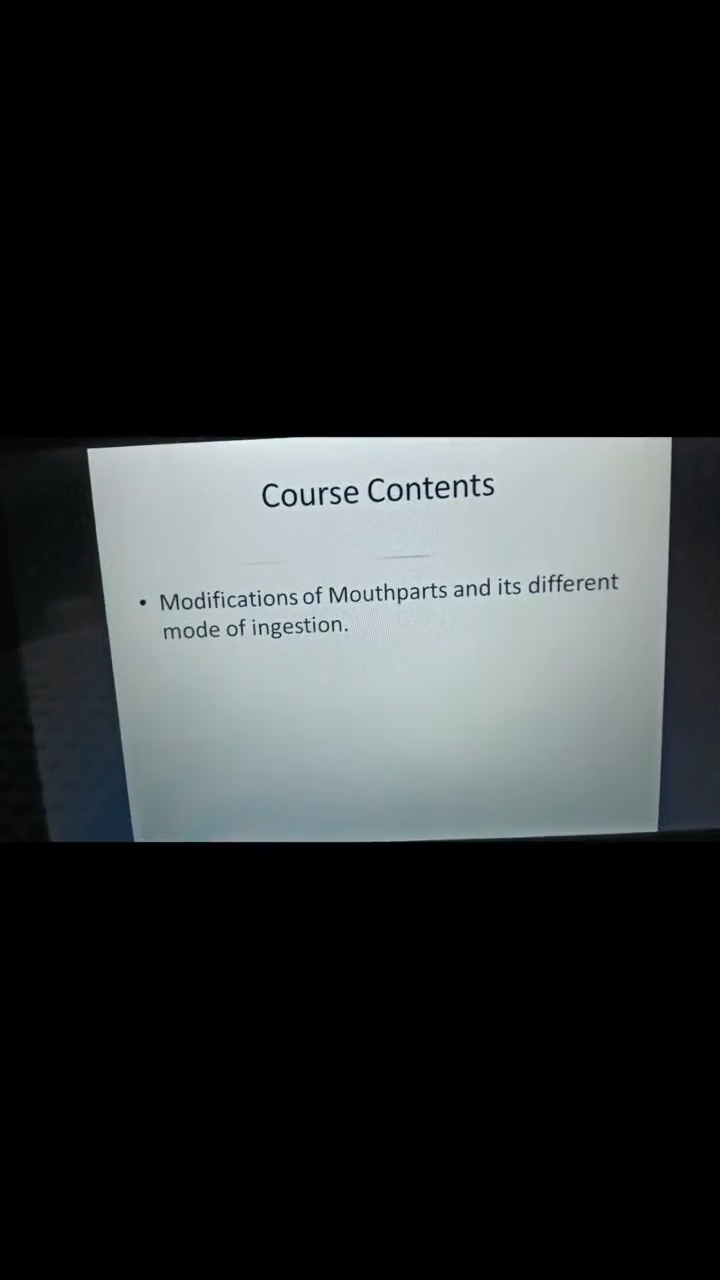 Course Contents
• Modifications of Mouthparts and its different
mode of ingestion.